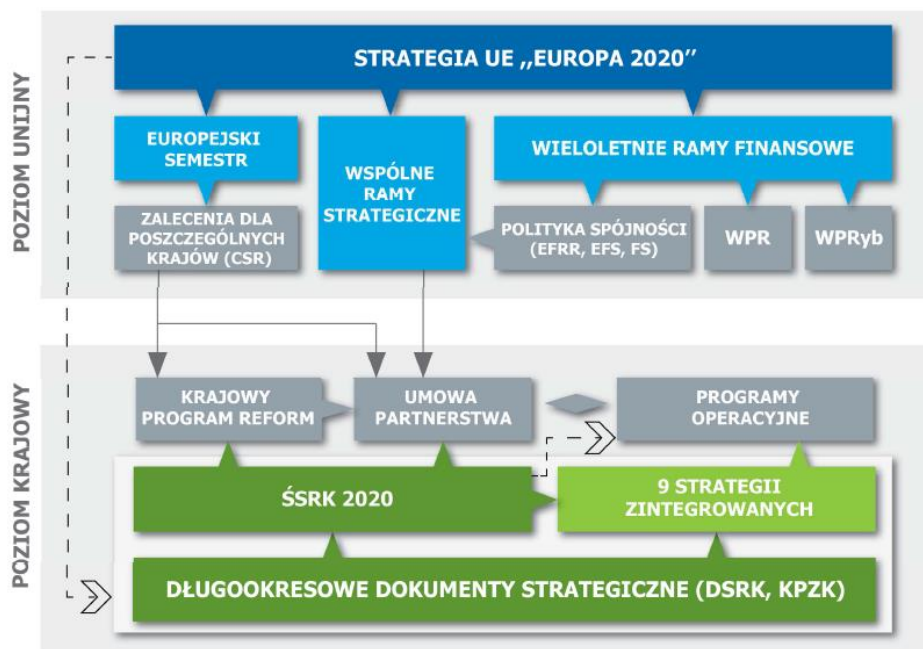 POZIOM UNIJNY
STRATEGIA UE ,,EUROPA 2020”
EUROPEJSKI
SEMESTR
WSPÓLNE
RAMY
STRATEGICZNE
WIELOLETNIE RAMY FINANSOWE
ZALECENIA DLA
POSZCZEGÓLNYCH
KRAJÓW (CSR)
POLITYKA SPÓJNOŚCI
(EFRR, EFS, FS)
WPR
WPRyb
POZIOM KRAJOWY
KRAJOWY
PROGRAM REFORM
UMOWA
PARTNERSTWA
PROGRAMY
OPERACYJNE
ŚSRK 2020
9 STRATEGII
ZINTEGROWANYCH
DŁUGOOKRESOWE DOKUMENTY STRATEGICZNE (DSRK, KPZK)